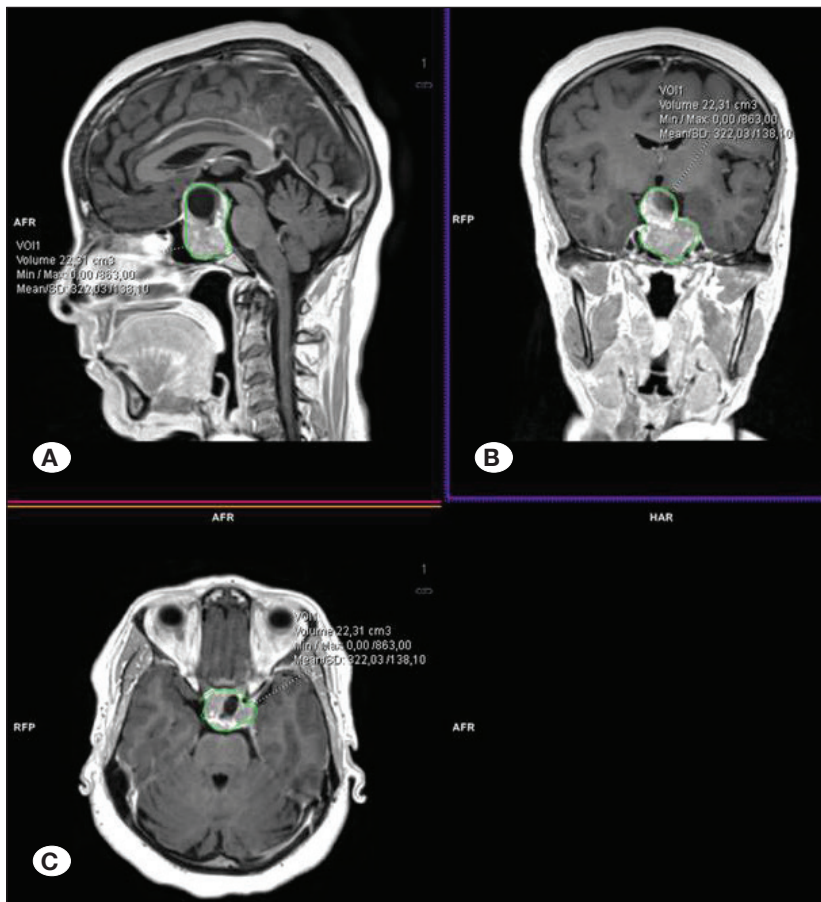 1
AFR
VOI1
Volume 22,31 cm3
Min / Max: 0,00 /863,00
Mean/SD: 322,03 /138,10
A
VOI1
Volume 22,31 cm3
Min / Max: 0,00 /863,00
Mean/SD: 322,03 /138,10
RFP
B
AFR
HAR
1
VOI1
Volume 22,31 cm3
Min / Max: 0,00 /863,00
Mean/SD: 322,03 /138,10
RFP
AFR
C